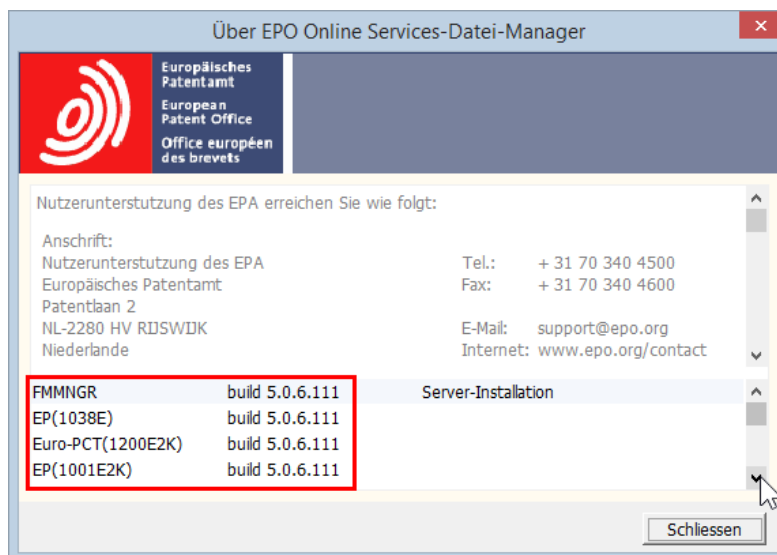 Über EPO Online Services-Datei-Manager
Europäisches
Patentamt
European
Patent Office
Office européen
des brevets
Nutzerunterstutzung des EPA erreichen Sie wie folgt:
Anschrift:
Nutzerunterstutzung des EPA Tel.: + 31 70 340 4500
Europäisches Patentamt Fax: + 31 70 340 4600
Patentlaan 2
NL-2280 HV RIJSWIJK E-Mail: support@epo.org
Niederlande Internet: www.epo.org/contact
FMMNGR build 5.0.6.111 Server-Installation
EP(1038E) build 5.0.6.111
Euro-PCT(1200E2K) build 5.0.6.111
EP(1001E2K) build 5.0.6.111
Schliessen